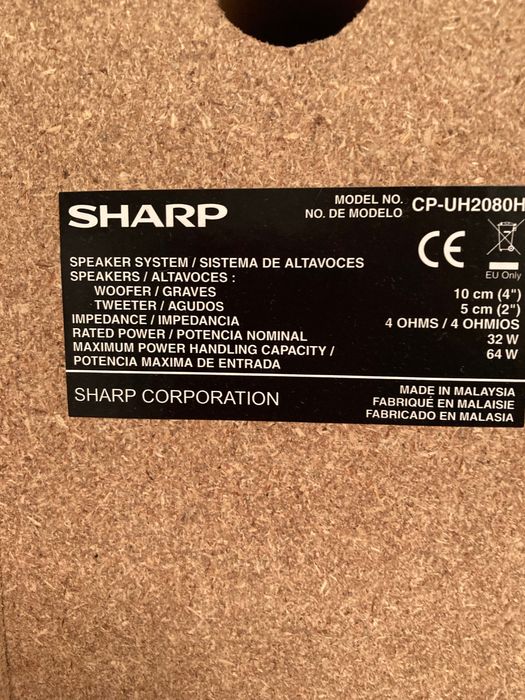 SHARP
MODEL NO. CP-UH2080H
NO. DE MODELO
CE
EU Only
SPEAKER SYSTEM / SISTEMA DE ALTAVOCES
SPEAKERS / ALTAVOCES :
WOOFER / GRAVES 10 cm (4")
TWEETER / AGUDOS 5 cm (2")
IMPEDANCE / IMPEDANCIA 4 OHMS / 4 OHMIOS
RATED POWER / POTENCIA NOMINAL 32 W
MAXIMUM POWER HANDLING CAPACITY / 64 W
POTENCIA MAXIMA DE ENTRADA
SHARP CORPORATION
MADE IN MALAYSIA
FABRIQUÉ EN MALAISIE
FABRICADO EN MALASIA